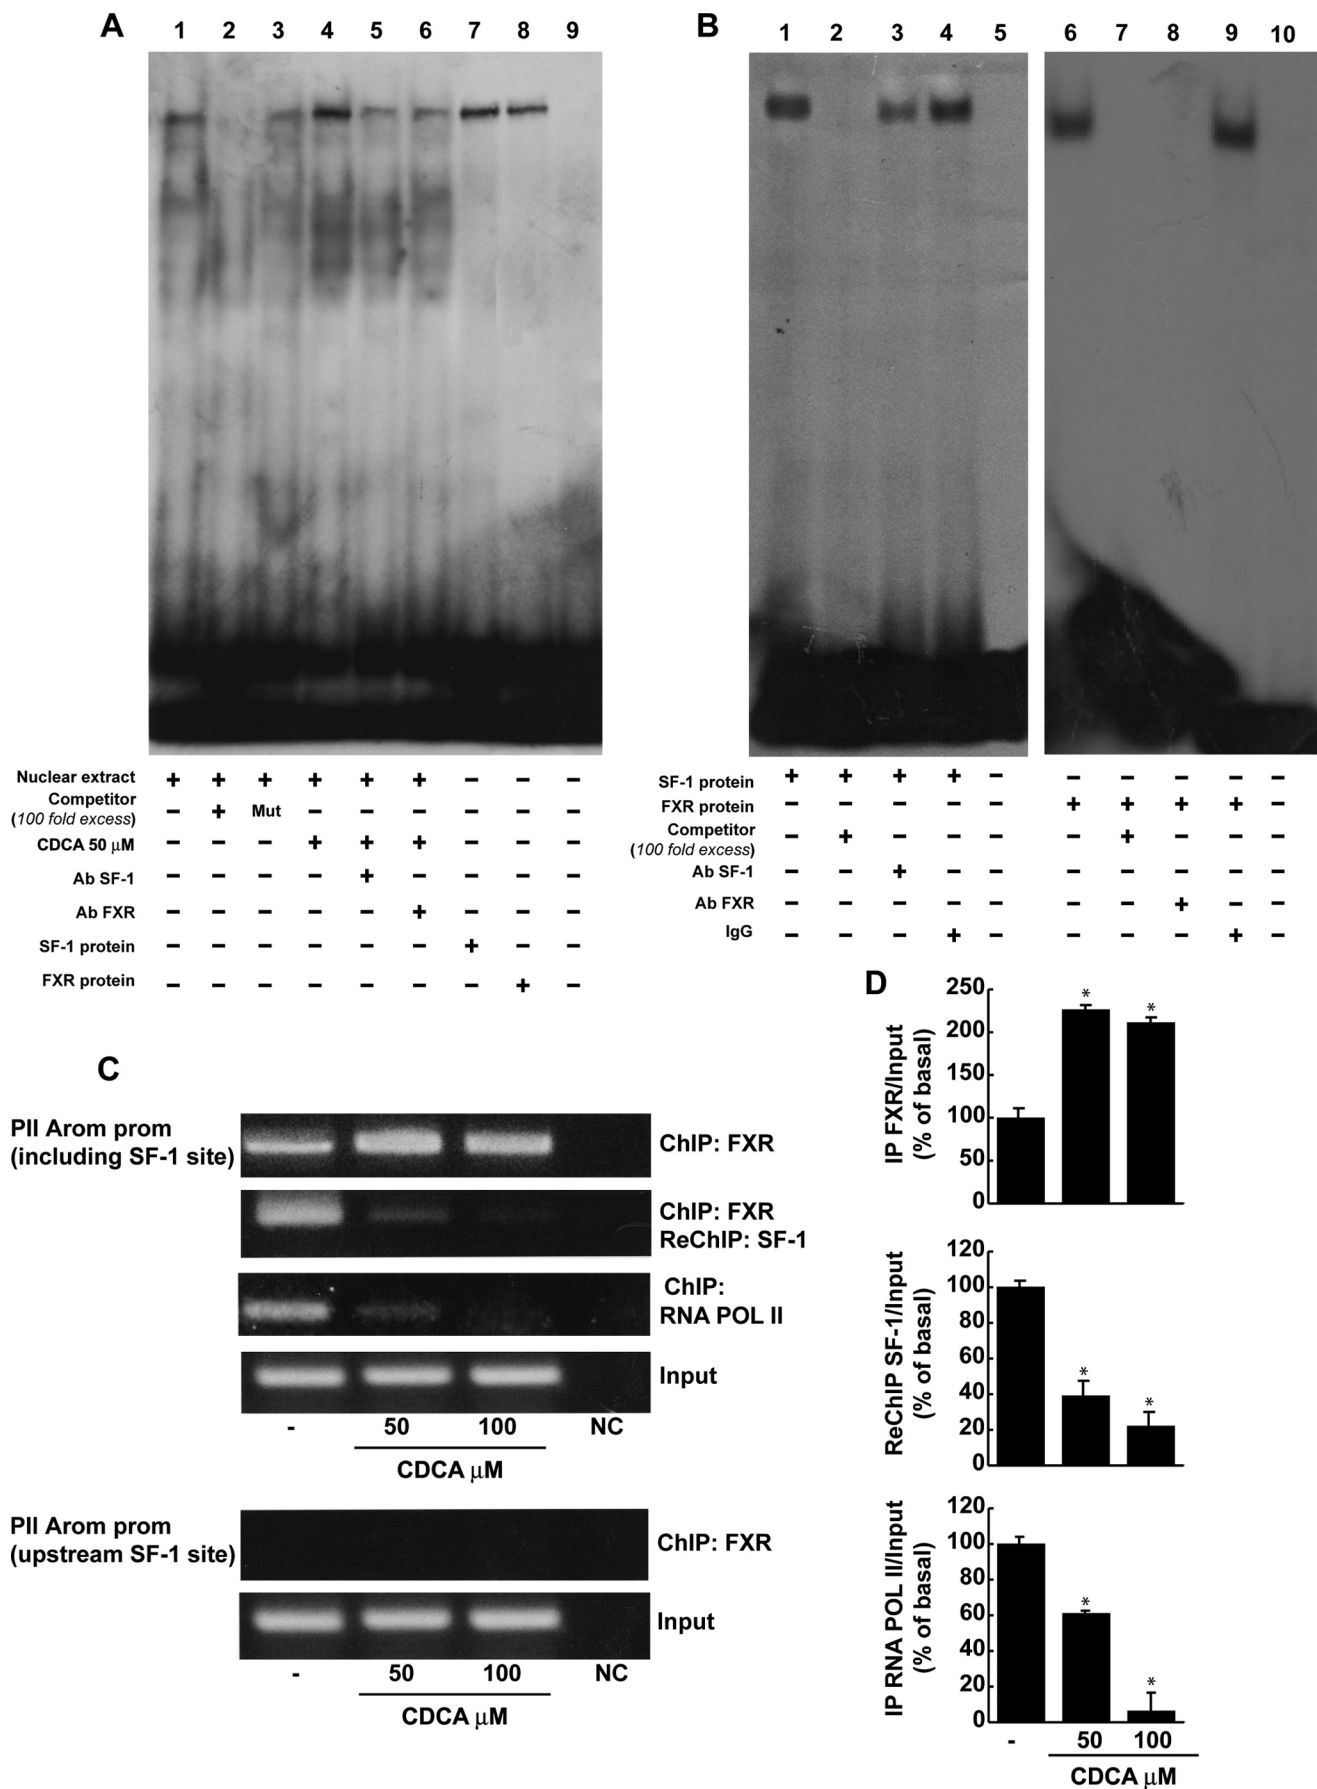 A
1 2 3 4 5 6 7 8 9
Nuclear extract + + + + + + − − −
Competitor − + Mut − − − − − −
(100 fold excess)
CDCA 50 μM − − − + + + − − −
Ab SF-1 − − − − + − − − −
Ab FXR − − − − − + − − −
SF-1 protein − − − − − − + − −
FXR protein − − − − − − − + −
B
1 2 3 4 5 6 7 8 9 10
SF-1 protein + + + + − − − − − −
FXR protein − − − − − + + + + −
Competitor − + − − − − + − − −
(100 fold excess)
Ab SF-1 − − + − − − − − − −
Ab FXR − − − − − − − + − −
IgG − − − + − − − − + −
C
PII Arom prom
(including SF-1 site)
ChIP: FXR
ChIP: FXR
ReChIP: SF-1
ChIP:
RNA POL II
Input
- 50 100 NC
CDCA μM
PII Arom prom
(upstream SF-1 site)
ChIP: FXR
Input
- 50 100 NC
CDCA μM
D
IP FXR/Input
(% of basal)
250
200
150
100
50
0
* *
ReChIP SF-1/Input
(% of basal)
120
100
80
60
40
20
0
* *
IP RNA POL II/Input
(% of basal)
120
100
80
60
40
20
0
* *
- 50 100
CDCA μM